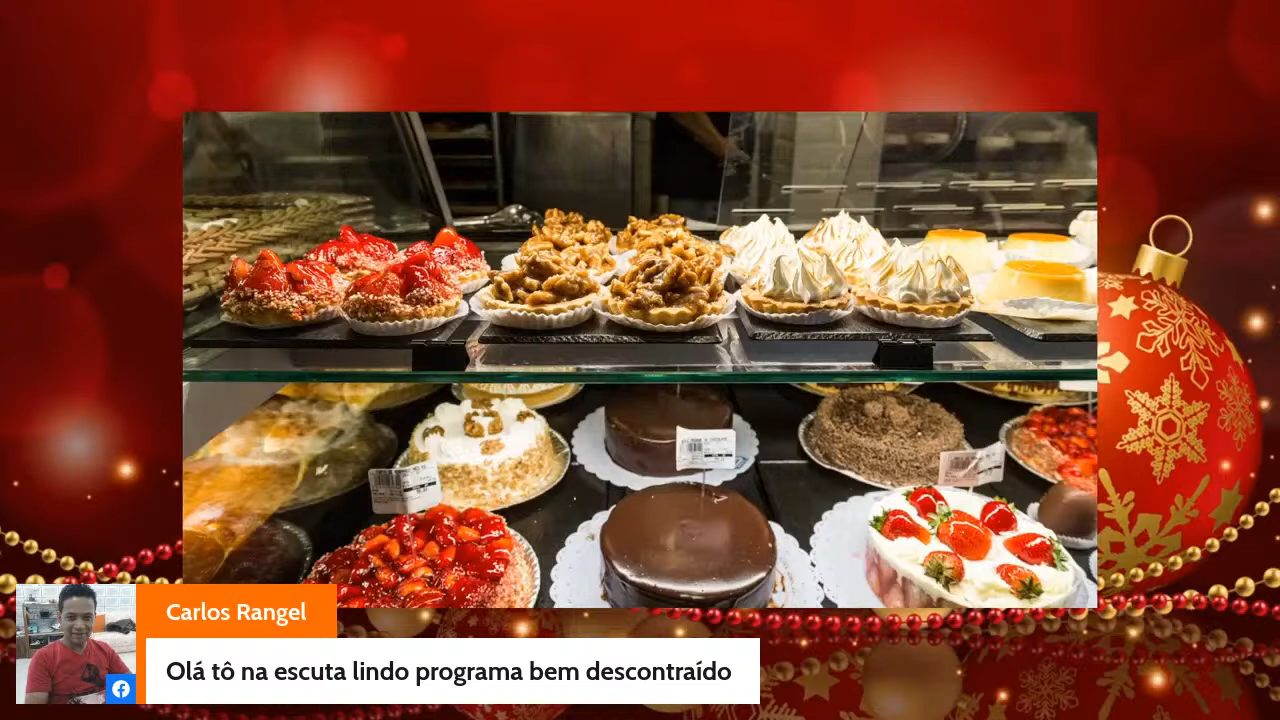 Carlos Rangel
Olá tô na escuta lindo programa bem descontraído